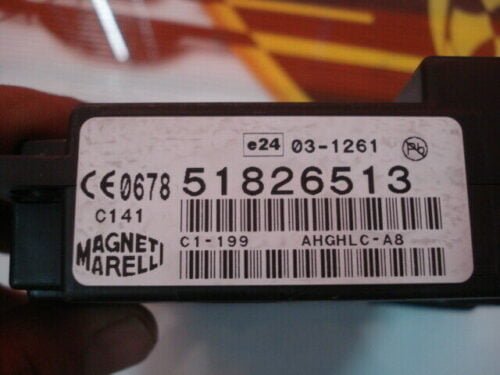 e24 03-1261 Pb
CE0678 51826513
C141
C1-199 AHGHLC-A8
MAGNETI
MARELLI